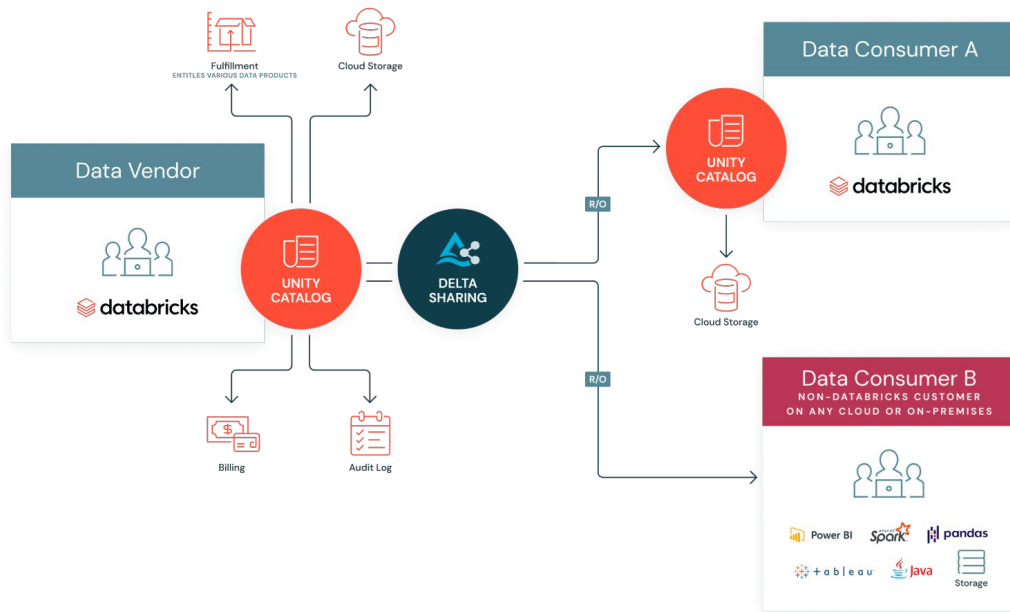 Fulfillment
ENTITLES VARIOUS DATA PRODUCTS
Cloud Storage
Data Vendor
databricks
UNITY
CATALOG
DELTA
SHARING
Billing
Audit Log
R/O
R/O
Data Consumer A
UNITY
CATALOG
databricks
Cloud Storage
Data Consumer B
NON-DATABRICKS CUSTOMER
ON ANY CLOUD OR ON-PREMISES
Power BI
APACHE
Spark
pandas
+ a b l e a u
Java
Storage